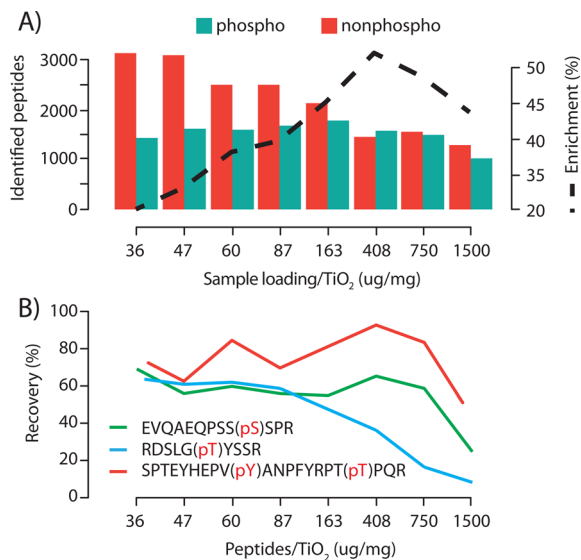 A)
phospho nonphospho
Identified peptides
3000
2000
1000
0
Enrichment (%)
50
45
40
35
20
36 47 60 87 163 408 750 1500
Sample loading/TiO2 (ug/mg)
B)
Recovery (%)
100
80
60
40
20
0
EVQAEQPSS(pS)SPR
RDSLG(pT)YSSR
SPTEYHEPV(pY)ANPFYRPT(pT)PQR
36 47 60 87 163 408 750 1500
Peptides/TiO2 (ug/mg)